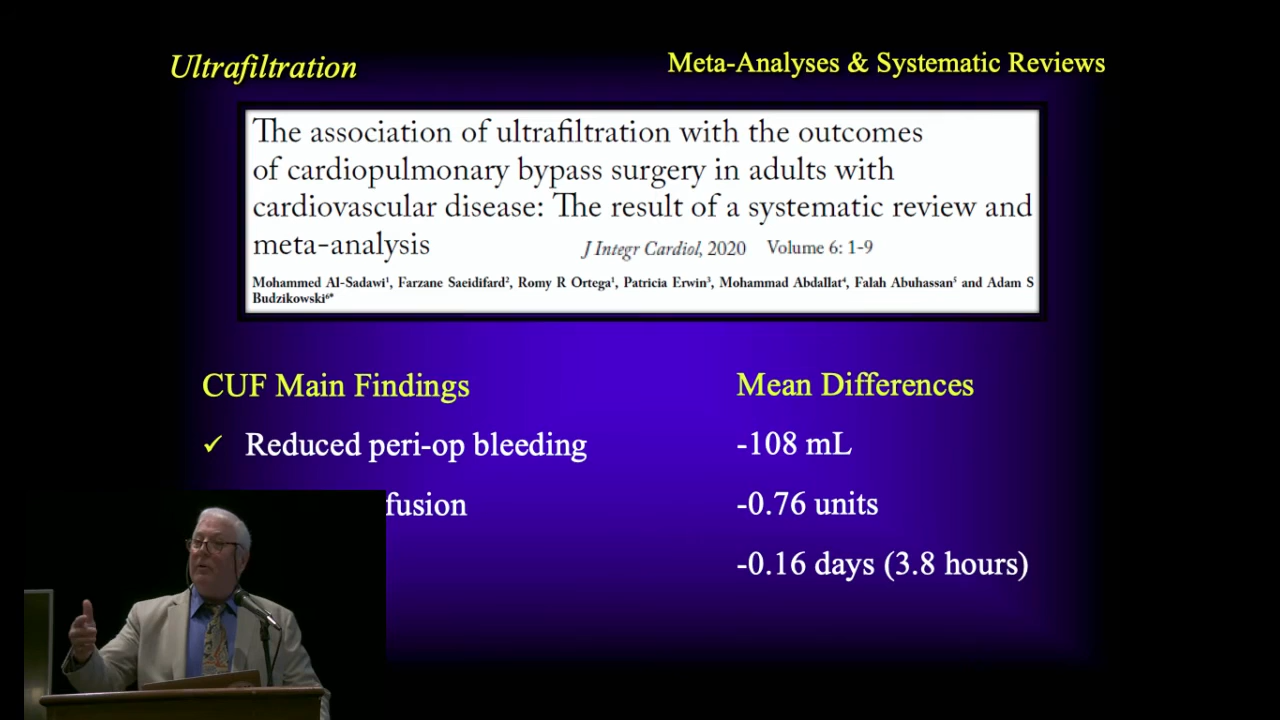 Ultrafiltration
Meta-Analyses & Systematic Reviews
The association of ultrafiltration with the outcomes
of cardiopulmonary bypass surgery in adults with
cardiovascular disease: The result of a systematic review and
meta-analysis J Integr Cardiol, 2020 Volume 6: 1-9
Mohammed Al-Sadawi¹, Farzane Saeidifard², Romy R Ortega¹, Patricia Erwin³, Mohammad Abdallat⁴, Falah Abuhassan⁵ and Adam S
Budzikowski⁶*
CUF Main Findings
Mean Differences
✓ Reduced peri-op bleeding
-108 mL
fusion
-0.76 units
-0.16 days (3.8 hours)